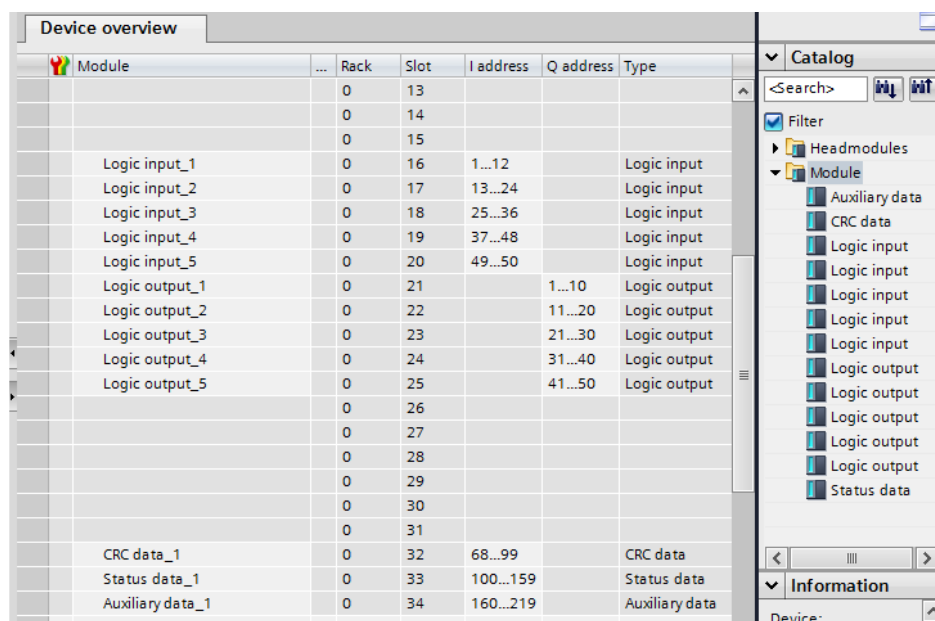 Device overview
Module ... Rack Slot I address Q address Type
0 13
0 14
0 15
Logic input_1 0 16 1...12 Logic input
Logic input_2 0 17 13...24 Logic input
Logic input_3 0 18 25...36 Logic input
Logic input_4 0 19 37...48 Logic input
Logic input_5 0 20 49...50 Logic input
Logic output_1 0 21 1...10 Logic output
Logic output_2 0 22 11...20 Logic output
Logic output_3 0 23 21...30 Logic output
Logic output_4 0 24 31...40 Logic output
Logic output_5 0 25 41...50 Logic output
0 26
0 27
0 28
0 29
0 30
0 31
CRC data_1 0 32 68...99 CRC data
Status data_1 0 33 100...159 Status data
Auxiliary data_1 0 34 160...219 Auxiliary data
Catalog
<Search>
Filter
Headmodules
Module
Auxiliary data
CRC data
Logic input
Logic input
Logic input
Logic input
Logic input
Logic output
Logic output
Logic output
Logic output
Logic output
Status data
Information
Device: